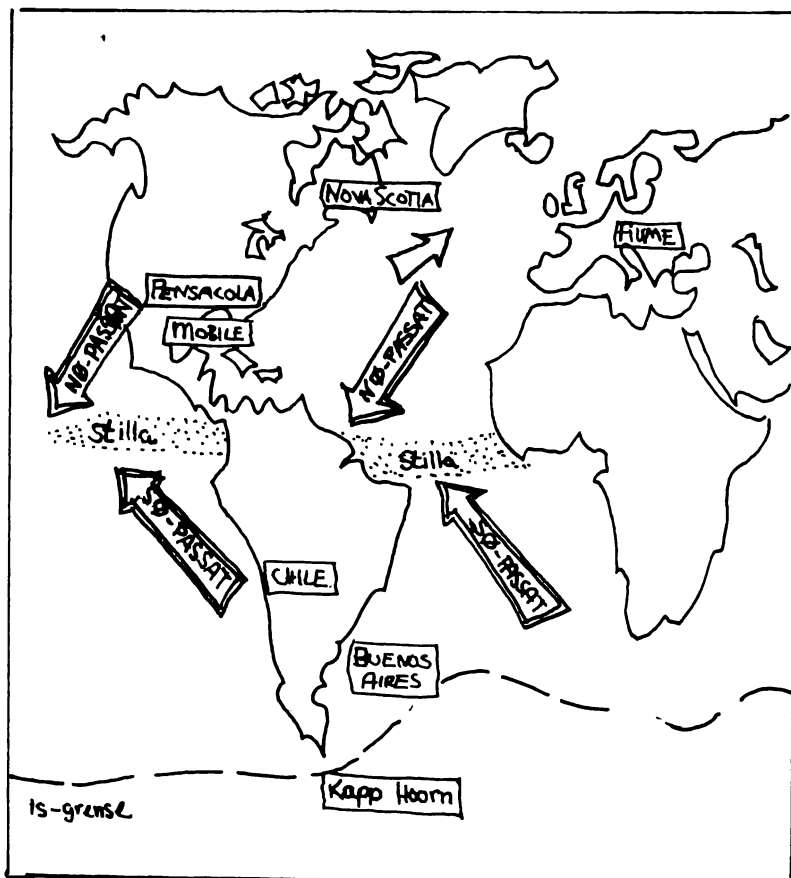 NOVA SCOTIA
FIUME
PENSACOLA
MOBILE
NØ-PASSAT
NØ-PASSAT
Stilla
Stilla
SØ-PASSAT
SØ-PASSAT
CHILE
BUENOS
AIRES
Kapp Hoorn
Is-grense